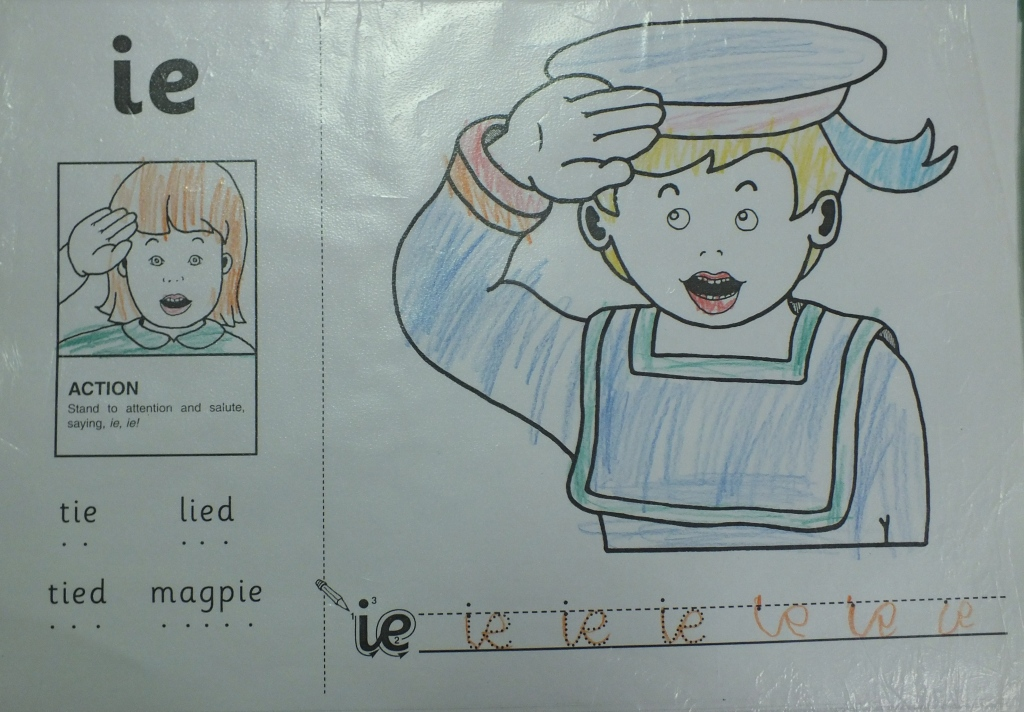 ie
ACTION
Stand to attention and salute,
saying, ie, ie!
tie lied
tied magpie
ie ie ie ie ie ie ie